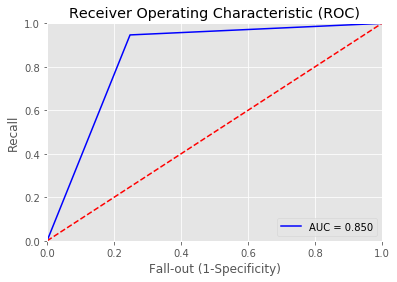 Receiver Operating Characteristic (ROC)
1.0
0.8
0.6
0.4
0.2
0.0
Recall
AUC = 0.850
0.0 0.2 0.4 0.6 0.8 1.0
Fall-out (1-Specificity)